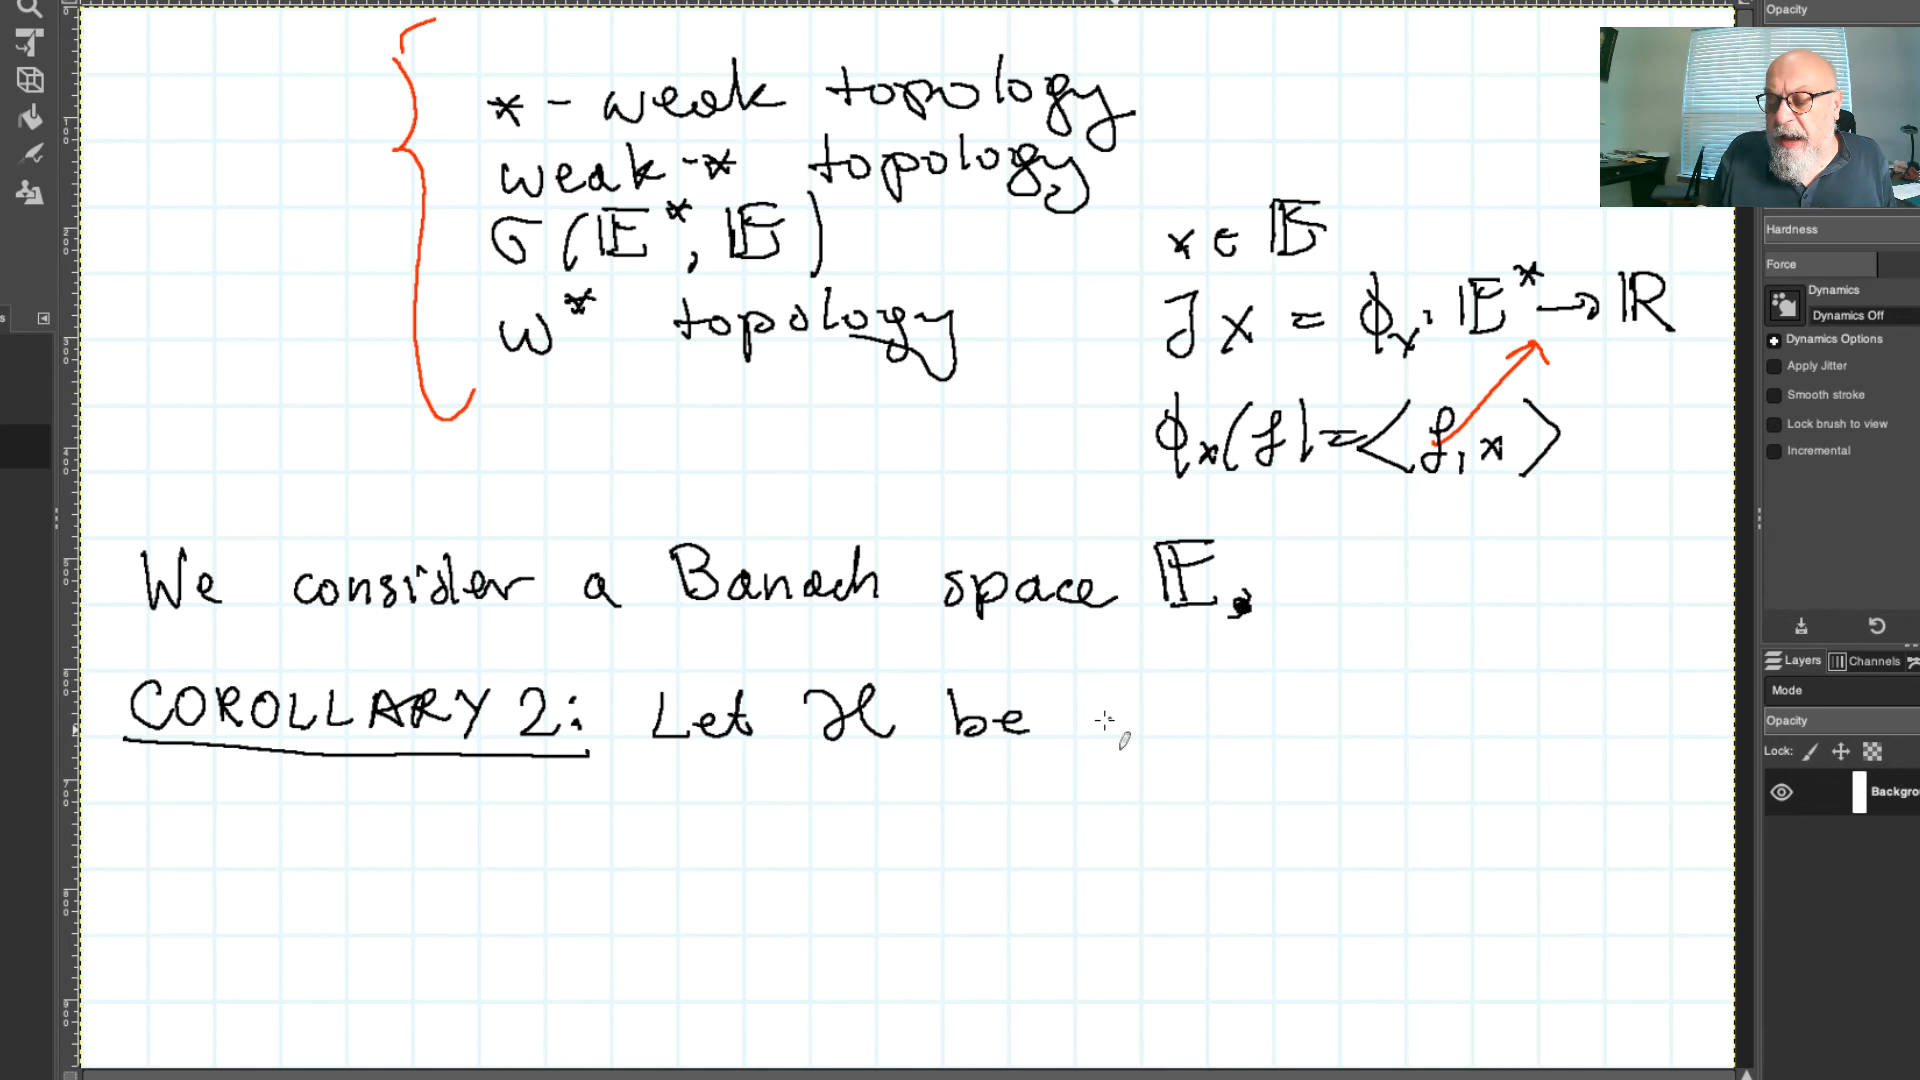 *- weak topology
weak-* topology
σ(𝔼*, 𝔼)
w* topology
x ∈ 𝔼
J x = ϕₓ: 𝔼* → ℝ
ϕₓ(f) = <f, x>
We consider a Banach space 𝔼.
COROLLARY 2: Let ℋ be
Opacity
Hardness
Force
Dynamics
Dynamics Off
Dynamics Options
Apply Jitter
Smooth stroke
Lock brush to view
Incremental
Layers Channels
Mode
Opacity
Lock:
Backgro